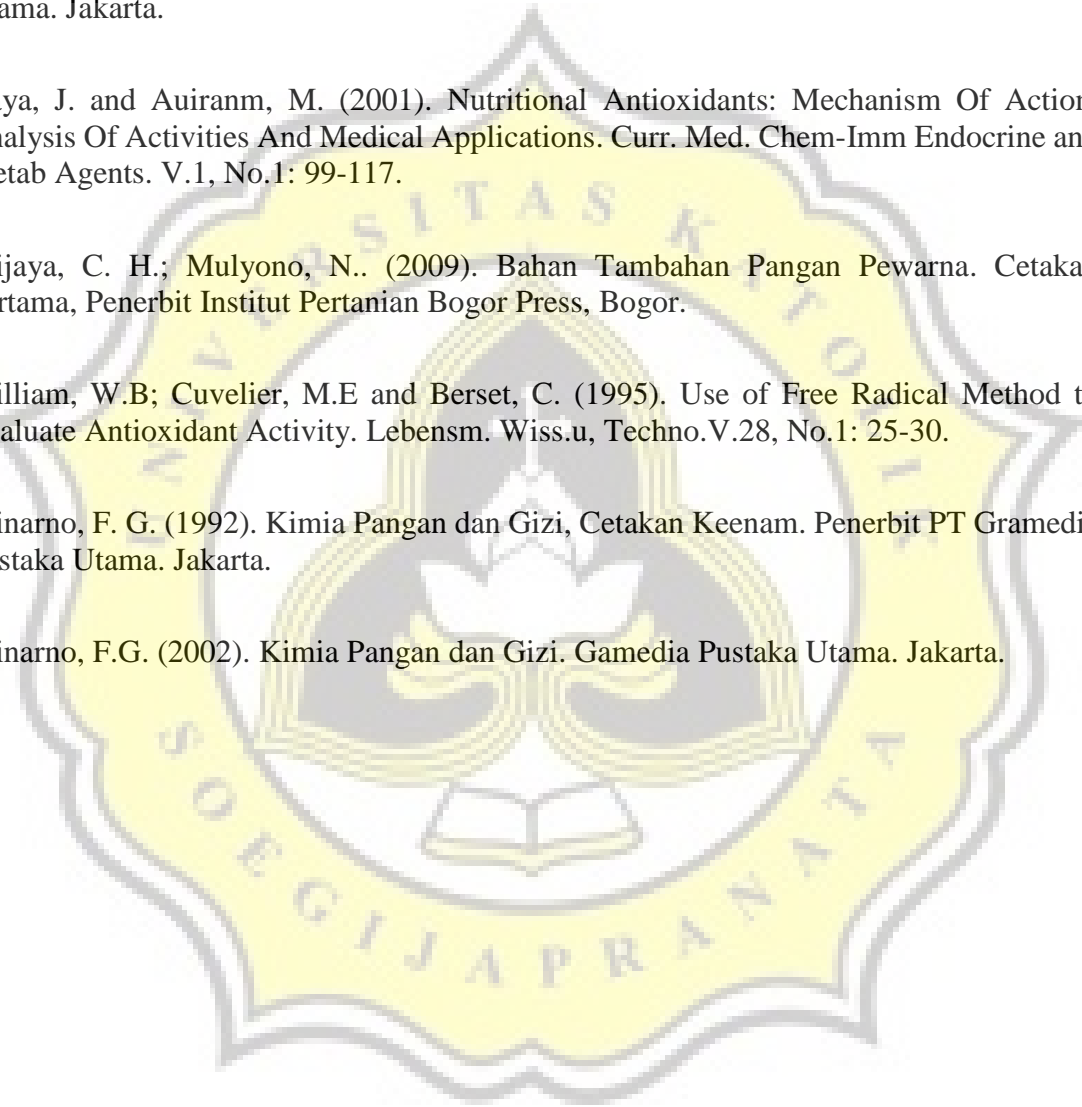 ama. Jakarta.
aya, J. and Auiranm, M. (2001). Nutritional Antioxidants: Mechanism Of Action
nalysis Of Activities And Medical Applications. Curr. Med. Chem-Imm Endocrine an
etab Agents. V.1, No.1: 99-117.
ijaya, C. H.; Mulyono, N.. (2009). Bahan Tambahan Pangan Pewarna. Cetaka
rtama, Penerbit Institut Pertanian Bogor Press, Bogor.
illiam, W.B; Cuvelier, M.E and Berset, C. (1995). Use of Free Radical Method t
aluate Antioxidant Activity. Lebensm. Wiss.u, Techno.V.28, No.1: 25-30.
inarno, F. G. (1992). Kimia Pangan dan Gizi, Cetakan Keenam. Penerbit PT Gramedi
ustaka Utama. Jakarta.
inarno, F.G. (2002). Kimia Pangan dan Gizi. Gamedia Pustaka Utama. Jakarta.
UNIVERSITAS KATOLIK
SOEGIJAPRANATA